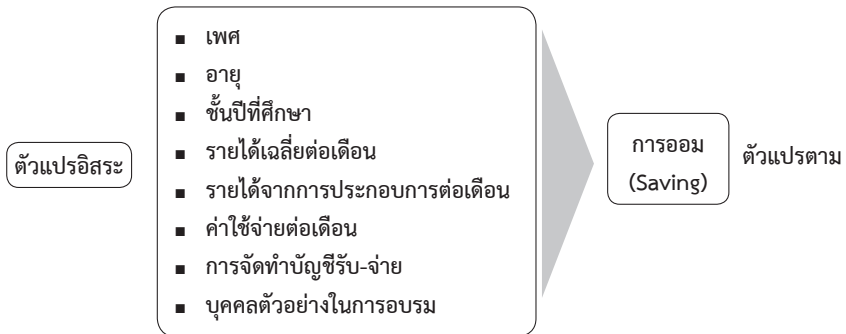 ตัวแปรอิสระ
■ เพศ
■ อายุ
■ ชั้นปีที่ศึกษา
■ รายได้เฉลี่ยต่อเดือน
■ รายได้จากการประกอบการต่อเดือน
■ ค่าใช้จ่ายต่อเดือน
■ การจัดทำบัญชีรับ-จ่าย
■ บุคคลตัวอย่างในการอบรม
การออม
(Saving)
ตัวแปรตาม